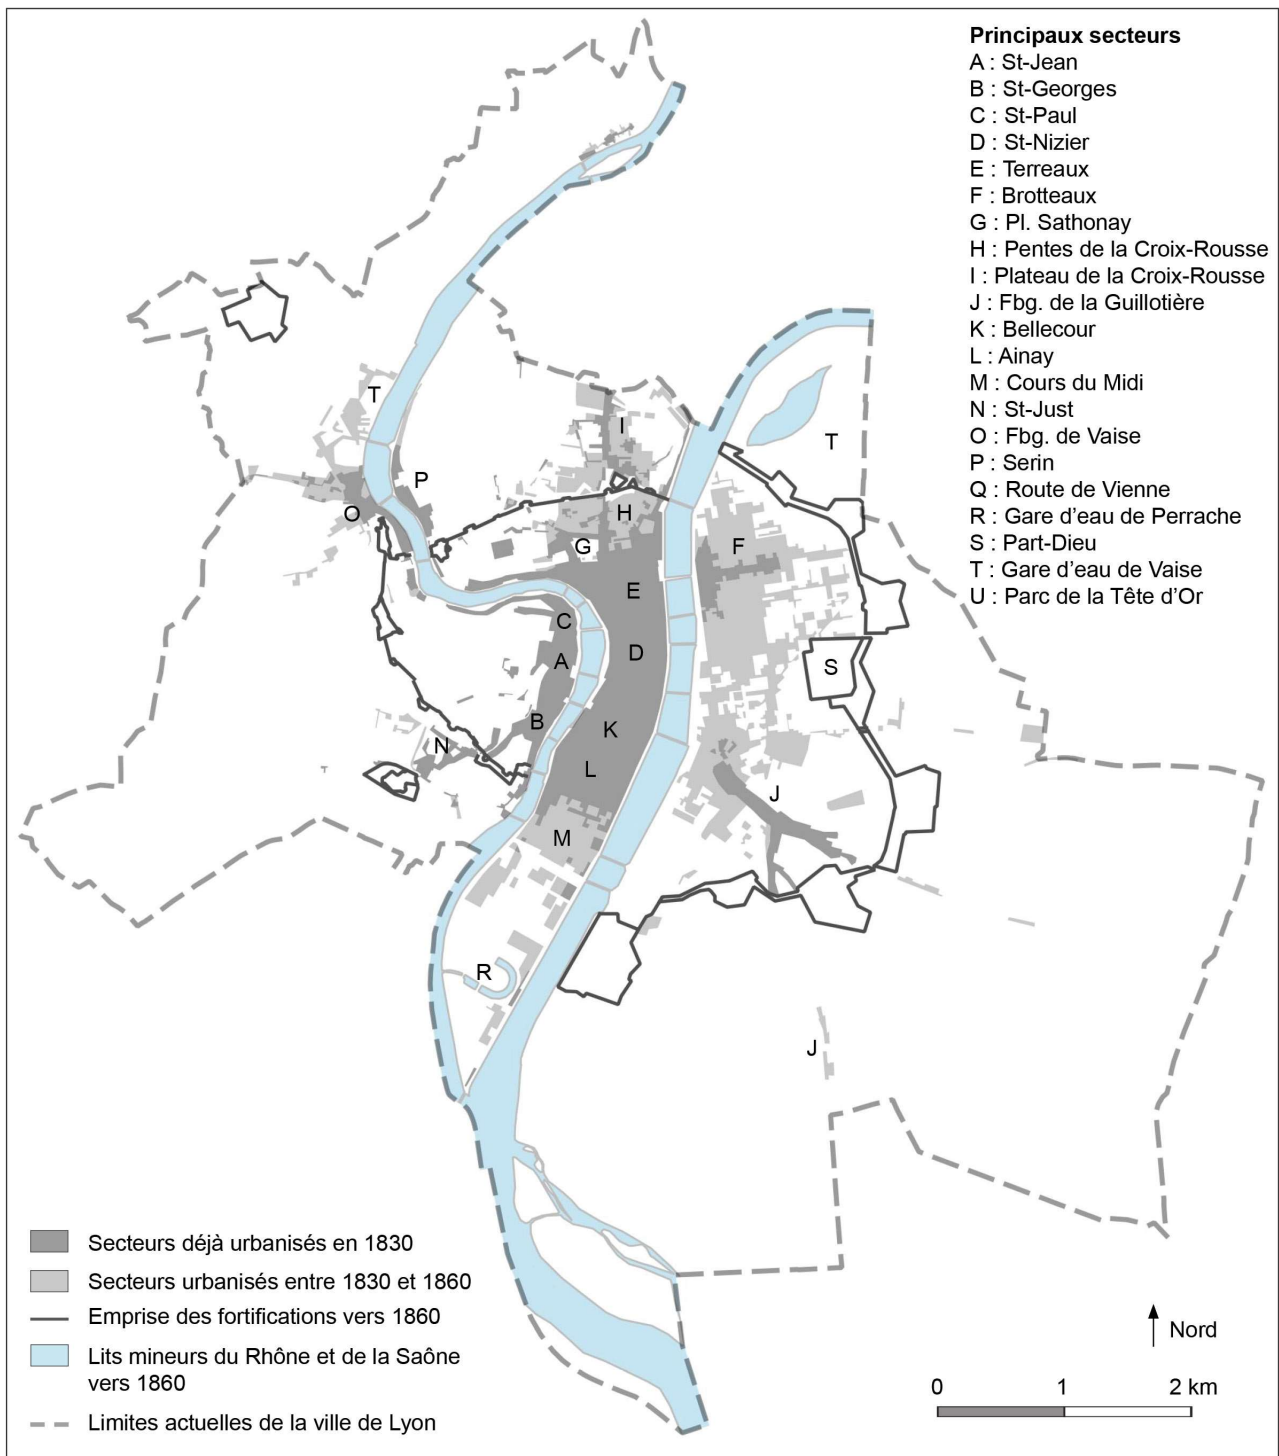 Principaux secteurs
A : St-Jean
B : St-Georges
C : St-Paul
D : St-Nizier
E : Terreaux
F : Brotteaux
G : Pl. Sathonay
H : Pentes de la Croix-Rousse
I : Plateau de la Croix-Rousse
J : Fbg. de la Guillotière
K : Bellecour
L : Ainay
M : Cours du Midi
N : St-Just
O : Fbg. de Vaise
P : Serin
Q : Route de Vienne
R : Gare d'eau de Perrache
S : Part-Dieu
T : Gare d'eau de Vaise
U : Parc de la Tête d'Or
T
I
T
P
O
H
G
F
E
C
A
D
S
B
K
N
L
J
M
R
J
Secteurs déjà urbanisés en 1830
Secteurs urbanisés entre 1830 et 1860
Emprise des fortifications vers 1860
Lits mineurs du Rhône et de la Saône
vers 1860
Limites actuelles de la ville de Lyon
Nord
0 1 2 km